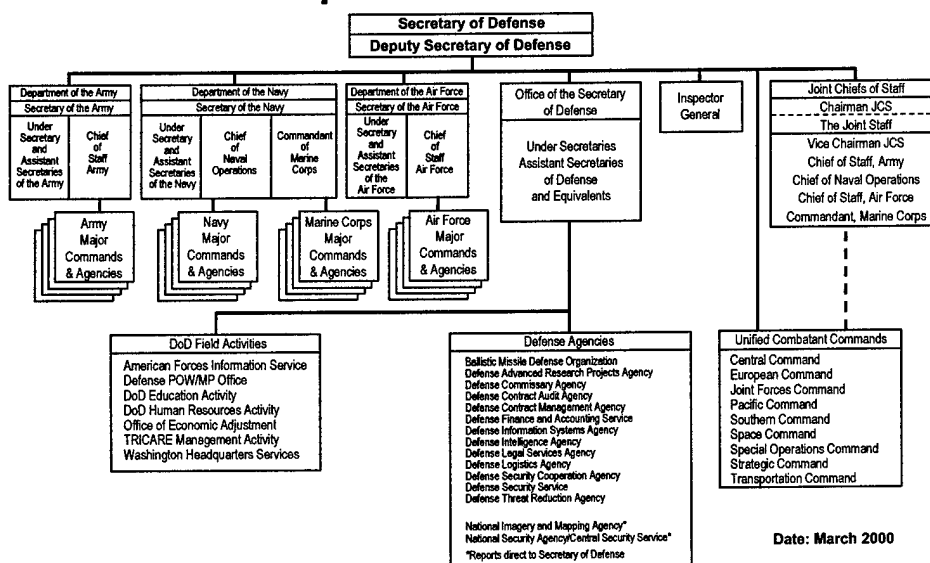 Secretary of Defense
Deputy Secretary of Defense
Department of the Army
Secretary of the Army
Under
Secretary
and
Assistant
Secretaries
of the Army
Chief
of
Staff
Army
Department of the Navy
Secretary of the Navy
Under
Secretary
and
Assistant
Secretaries
of the Navy
Chief
of
Naval
Operations
Commandant
of
Marine
Corps
Department of the Air Force
Secretary of the Air Force
Under
Secretary
and
Assistant
Secretaries
of the
Air Force
Chief
of
Staff
Air Force
Office of the Secretary
of Defense
Under Secretaries
Assistant Secretaries
of Defense
and Equivalents
Inspector
General
Joint Chiefs of Staff
Chairman JCS
The Joint Staff
Vice Chairman JCS
Chief of Staff, Army
Chief of Naval Operations
Chief of Staff, Air Force
Commandant, Marine Corps
Army
Major
Commands
& Agencies
Navy
Major
Commands
& Agencies
Marine Corps
Major
Commands
& Agencies
Air Force
Major
Commands
& Agencies
DoD Field Activities
American Forces Information Service
Defense POW/MP Office
DoD Education Activity
DoD Human Resources Activity
Office of Economic Adjustment
TRICARE Management Activity
Washington Headquarters Services
Defense Agencies
Ballistic Missile Defense Organization
Defense Advanced Research Projects Agency
Defense Commissary Agency
Defense Contract Audit Agency
Defense Contract Management Agency
Defense Finance and Accounting Service
Defense Information Systems Agency
Defense Intelligence Agency
Defense Legal Services Agency
Defense Logistics Agency
Defense Security Cooperation Agency
Defense Security Service
Defense Threat Reduction Agency
National Imagery and Mapping Agency*
National Security Agency/Central Security Service*
*Reports direct to Secretary of Defense
Unified Combatant Commands
Central Command
European Command
Joint Forces Command
Pacific Command
Southern Command
Space Command
Special Operations Command
Strategic Command
Transportation Command
Date: March 2000